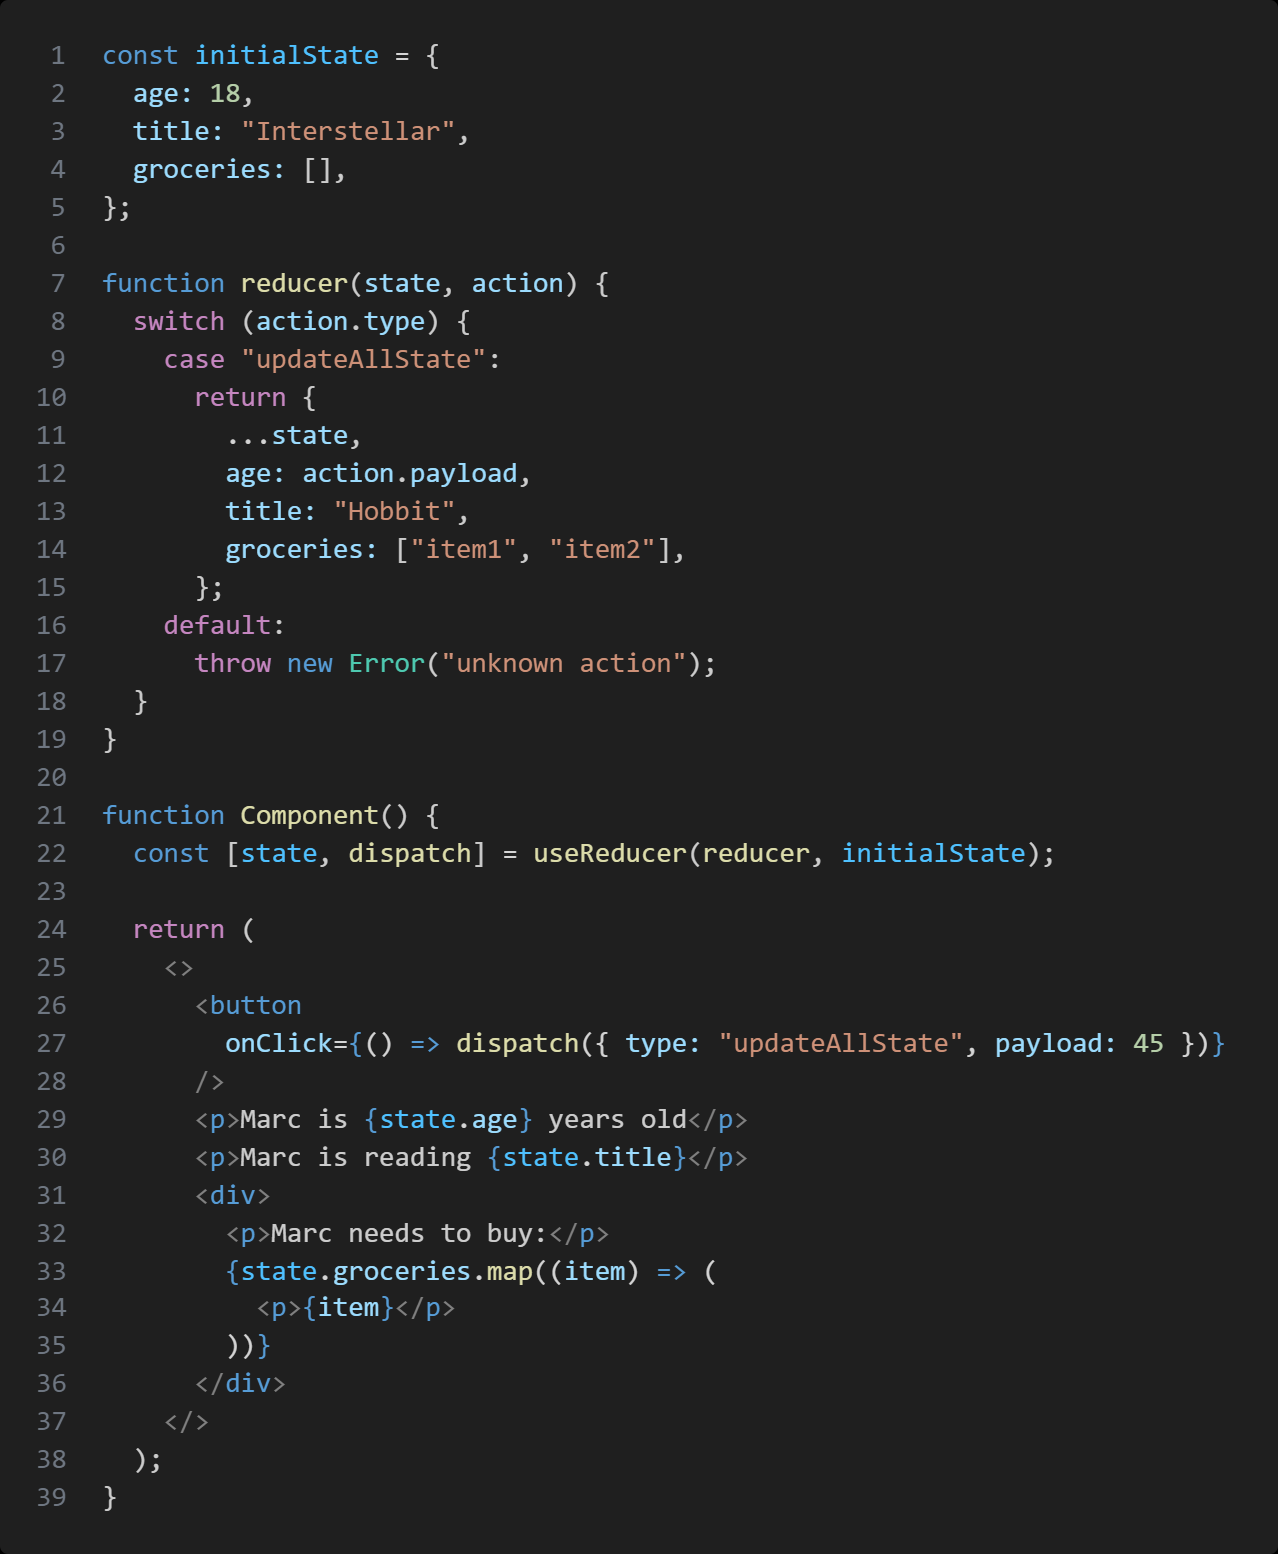 1 const initialState = {
2   age: 18,
3   title: "Interstellar",
4   groceries: [],
5 };
6
7 function reducer(state, action) {
8   switch (action.type) {
9     case "updateAllState":
10       return {
11         ...state,
12         age: action.payload,
13         title: "Hobbit",
14         groceries: ["item1", "item2"],
15       };
16     default:
17       throw new Error("unknown action");
18   }
19 }
20
21 function Component() {
22   const [state, dispatch] = useReducer(reducer, initialState);
23
24   return (
25     <>
26       <button
27         onClick={() => dispatch({ type: "updateAllState", payload: 45 })}
28       />
29       <p>Marc is {state.age} years old</p>
30       <p>Marc is reading {state.title}</p>
31       <div>
32         <p>Marc needs to buy:</p>
33         {state.groceries.map((item) => (
34           <p>{item}</p>
35         ))}
36       </div>
37     </>
38   );
39 }